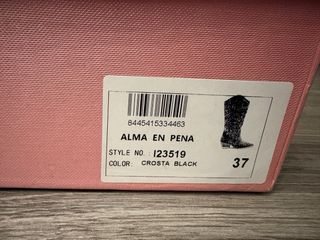 8445415334463
ALMA EN PENA
STYLE NO. : I23519
COLOR: CROSTA BLACK 37